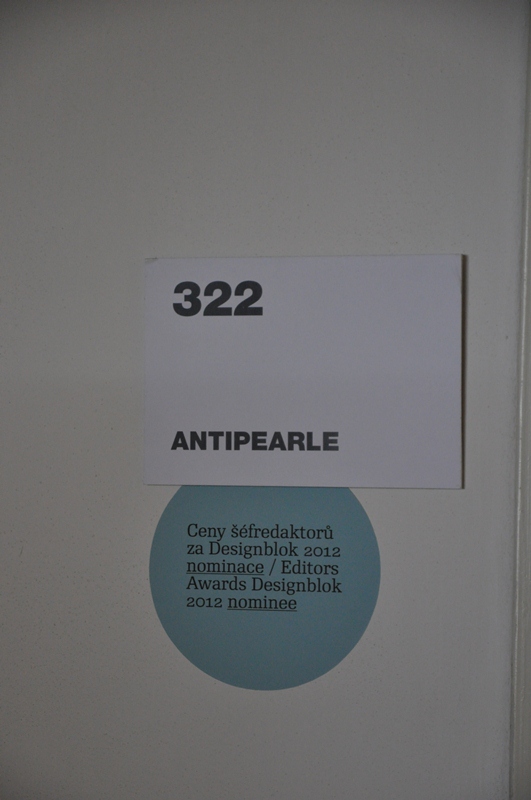 322
ANTIPEARLE
Ceny šéfredaktorů
za Designblok 2012
nominace / Editors
Awards Designblok
2012 nominee